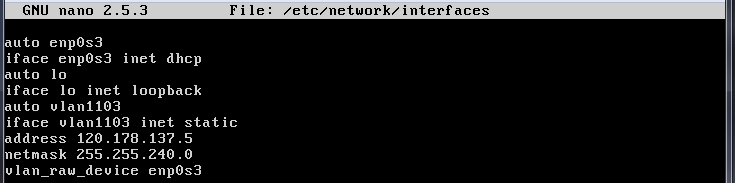 GNU nano 2.5.3 File: /etc/network/interfaces
auto enp0s3
iface enp0s3 inet dhcp
auto lo
iface lo inet loopback
auto vlan1103
iface vlan1103 inet static
address 120.178.137.5
netmask 255.255.240.0
vlan_raw_device enp0s3